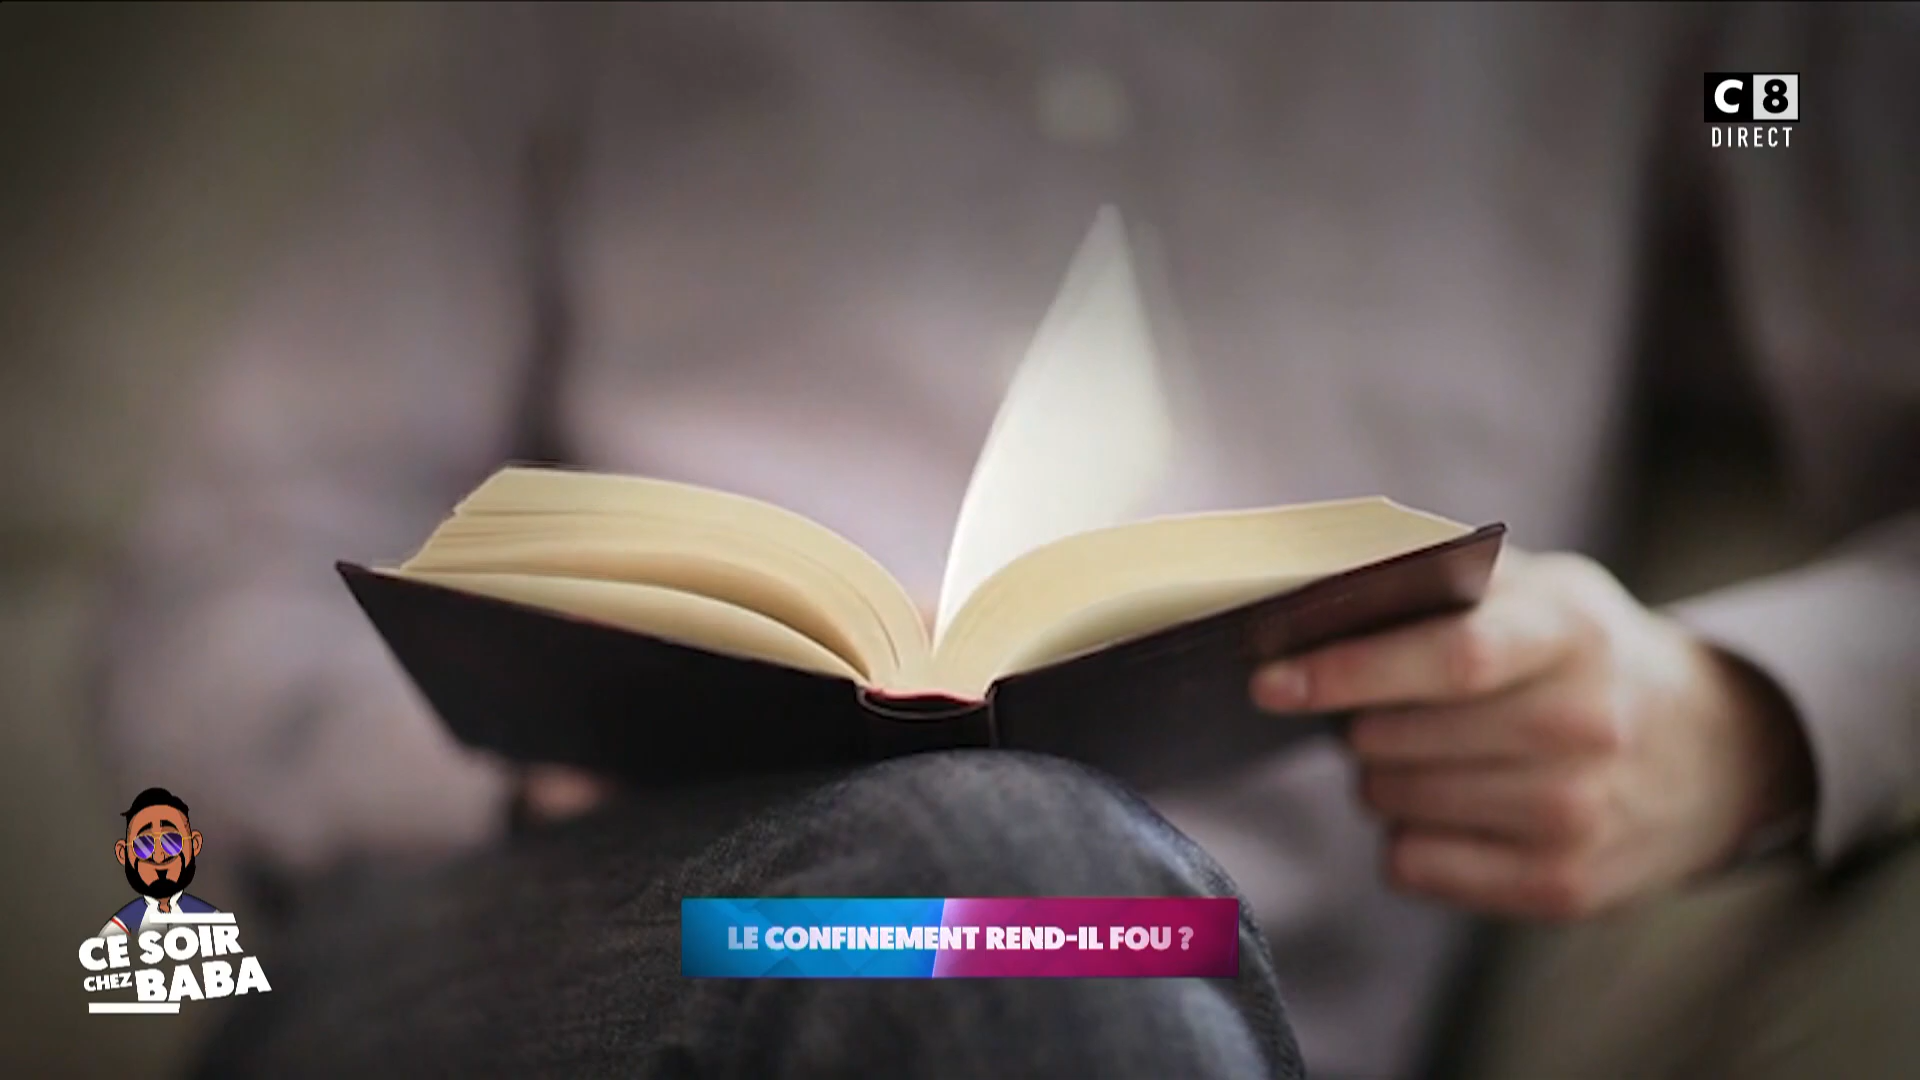 C8
DIRECT
LE CONFINEMENT REND-IL FOU ?
CE SOIR
CHEZ BABA